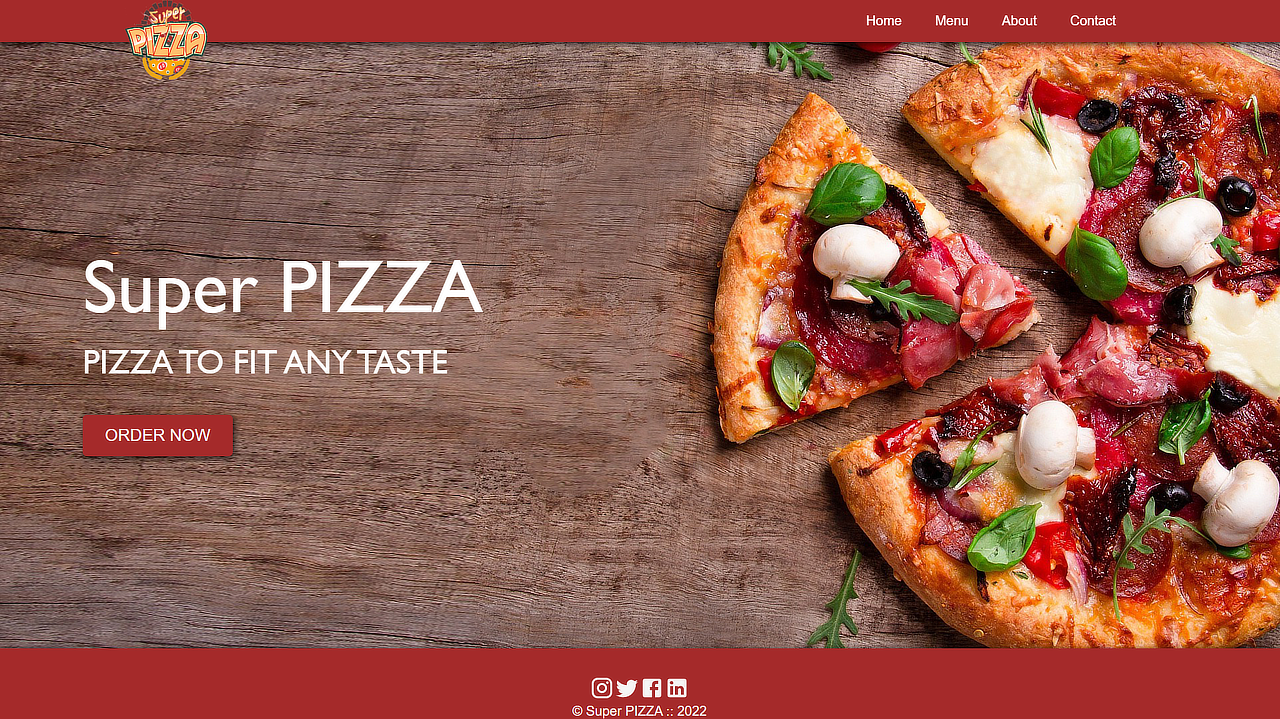 Super
PIZZA
Home Menu About Contact
Super PIZZA
PIZZA TO FIT ANY TASTE
ORDER NOW
© Super PIZZA :: 2022